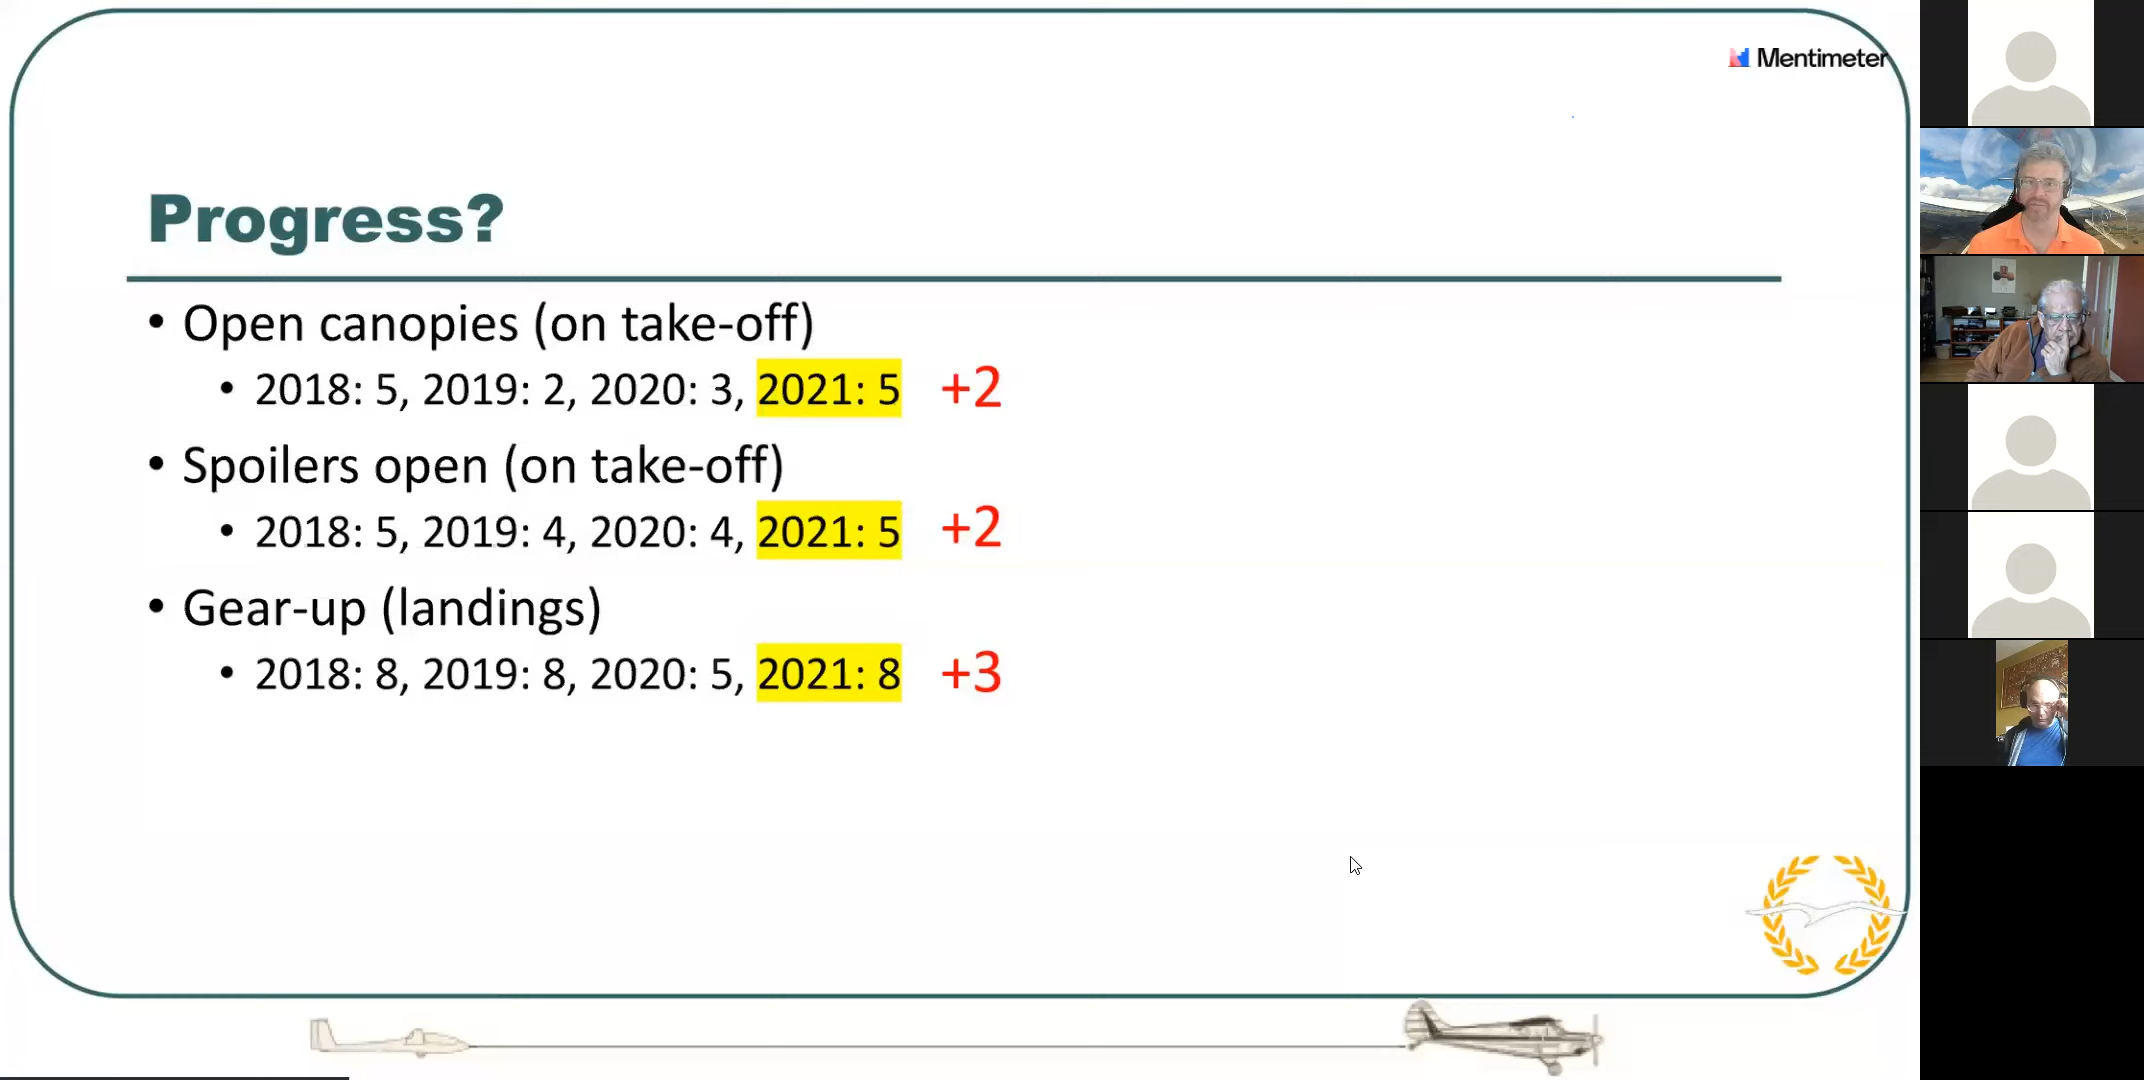 Mentimeter
Progress?
• Open canopies (on take-off)
• 2018: 5, 2019: 2, 2020: 3, 2021: 5 +2
• Spoilers open (on take-off)
• 2018: 5, 2019: 4, 2020: 4, 2021: 5 +2
• Gear-up (landings)
• 2018: 8, 2019: 8, 2020: 5, 2021: 8 +3